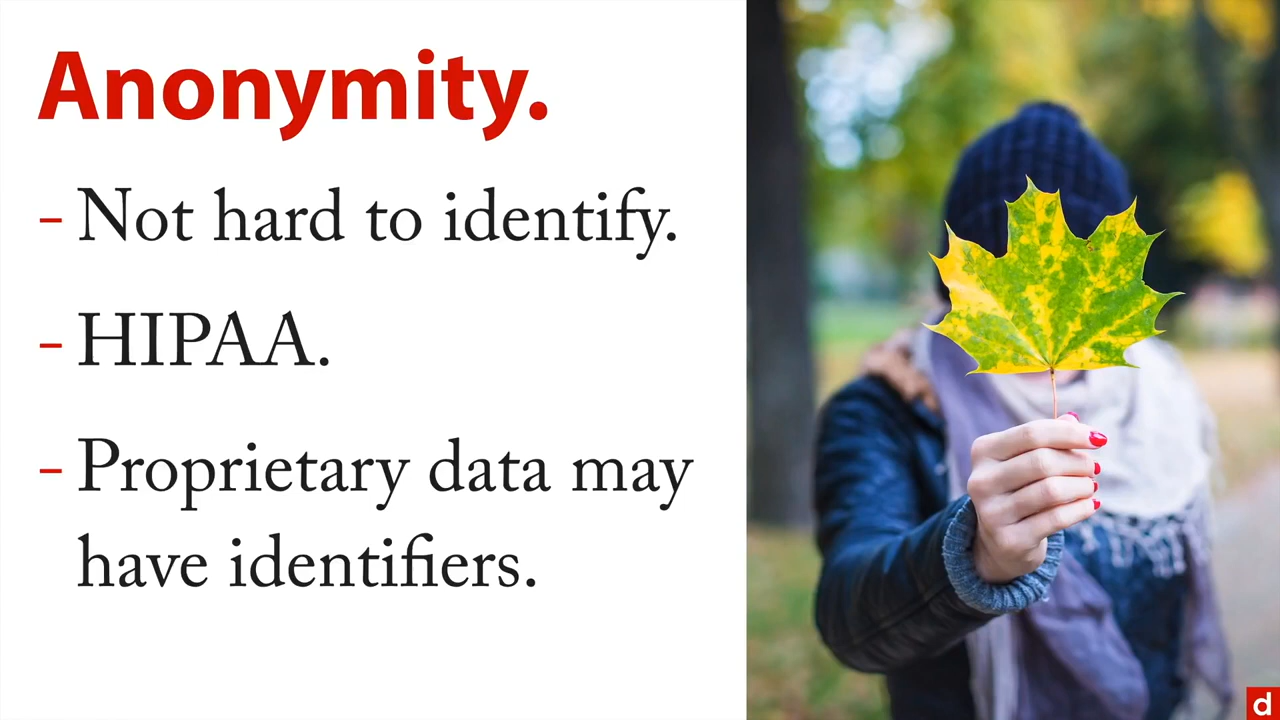 Anonymity.
- Not hard to identify.
- HIPAA.
- Proprietary data may
have identifiers.
d